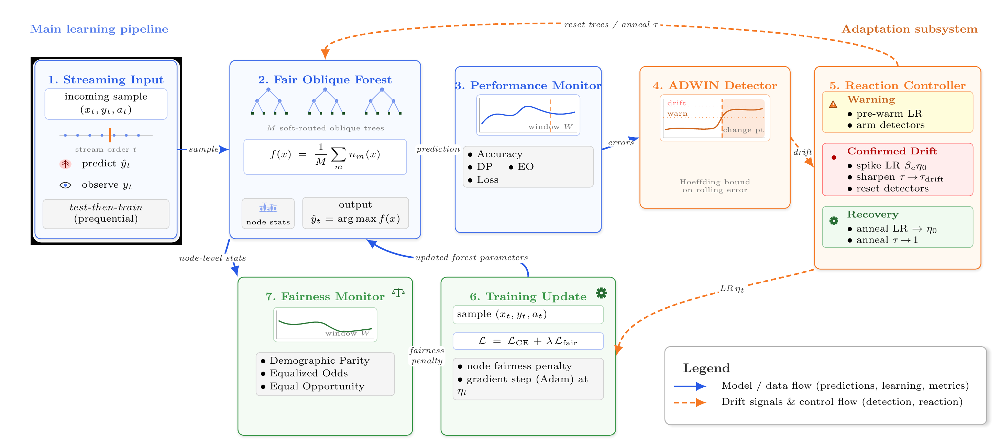 Main learning pipeline
Adaptation subsystem
reset trees / anneal τ
1. Streaming Input
incoming sample
(x_t, y_t, a_t)
stream order t
predict ŷ_t
observe y_t
test-then-train
(prequential)
sample
2. Fair Oblique Forest
M soft-routed oblique trees
f(x) = 1/M ∑_m n_m(x)
node stats
output
ŷ_t = arg max f(x)
prediction
3. Performance Monitor
window W
• Accuracy
• DP • EO
• Loss
errors
4. ADWIN Detector
drift
warn
change pt
Hoeffding bound
on rolling error
drift
5. Reaction Controller
Warning
• pre-warm LR
• arm detectors
Confirmed Drift
• spike LR β_c η_0
• sharpen τ → τ_drift
• reset detectors
Recovery
• anneal LR → η_0
• anneal τ → 1
node-level stats
updated forest parameters
LR η_t
7. Fairness Monitor
window W
• Demographic Parity
• Equalized Odds
• Equal Opportunity
fairness
penalty
6. Training Update
sample (x_t, y_t, a_t)
ℒ = ℒ_CE + λ ℒ_fair
• node fairness penalty
• gradient step (Adam) at
η_t
Legend
Model / data flow (predictions, learning, metrics)
Drift signals & control flow (detection, reaction)